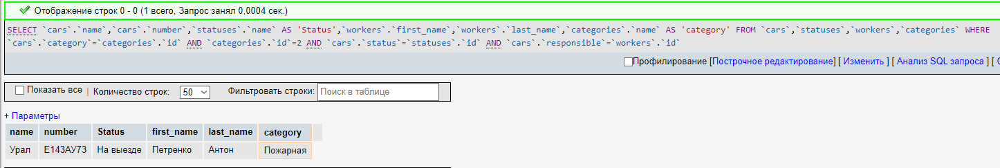 Отображение строк 0 - 0 (1 всего, Запрос занял 0,0004 сек.)
SELECT `cars`.`name`,`cars`.`number`,`statuses`.`name` AS 'Status',`workers`.`first_name`,`workers`.`last_name`,`categories`.`name` AS 'category' FROM `cars`,`statuses`,`workers`,`categories` WHERE
`cars`.`category`=`categories`.`id` AND `categories`.`id`=2 AND `cars`.`status`=`statuses`.`id` AND `cars`.`responsible`=`workers`.`id`
Профилирование [Построчное редактирование] [ Изменить ] [ Анализ SQL запроса ] [
Показать все | Количество строк: 50 Фильтровать строки: Поиск в таблице
+ Параметры
name number Status first_name last_name category
Урал Е143АУ73 На выезде Петренко Антон Пожарная